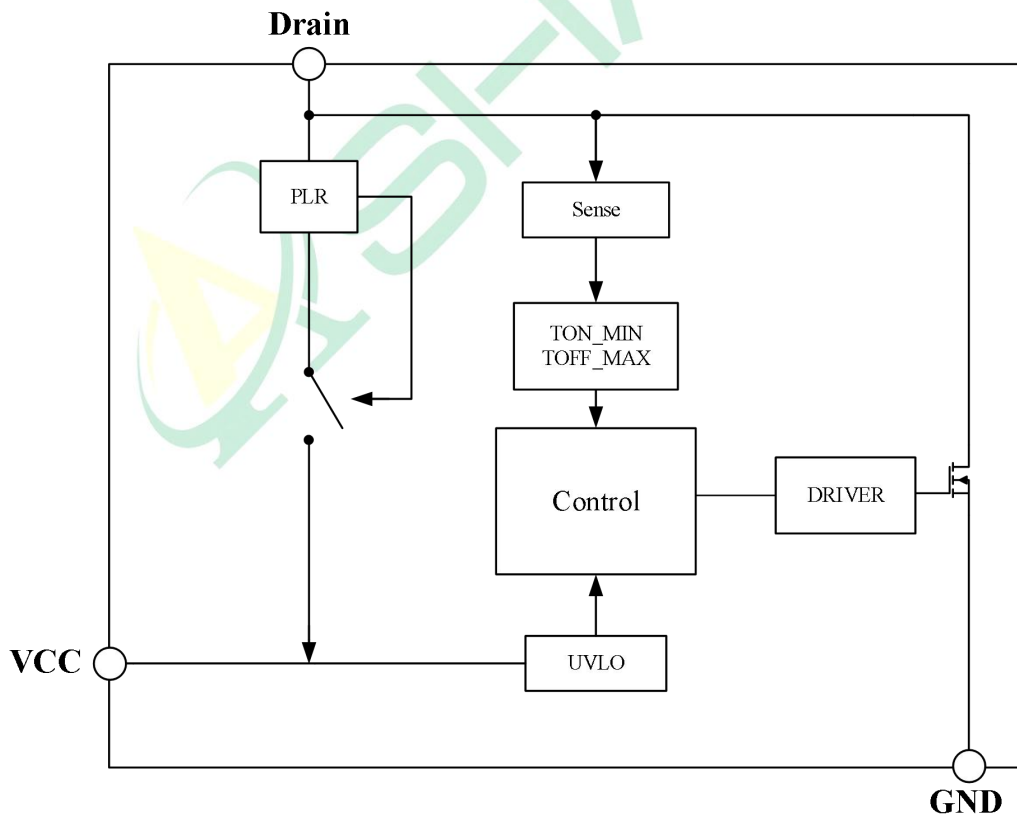 Drain
PLR
Sense
TON_MIN
TOFF_MAX
Control
DRIVER
VCC
UVLO
GND